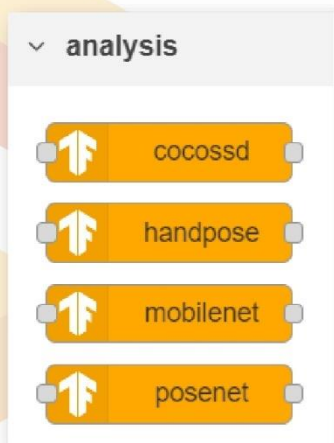 analysis
cocossd
handpose
mobilenet
posenet